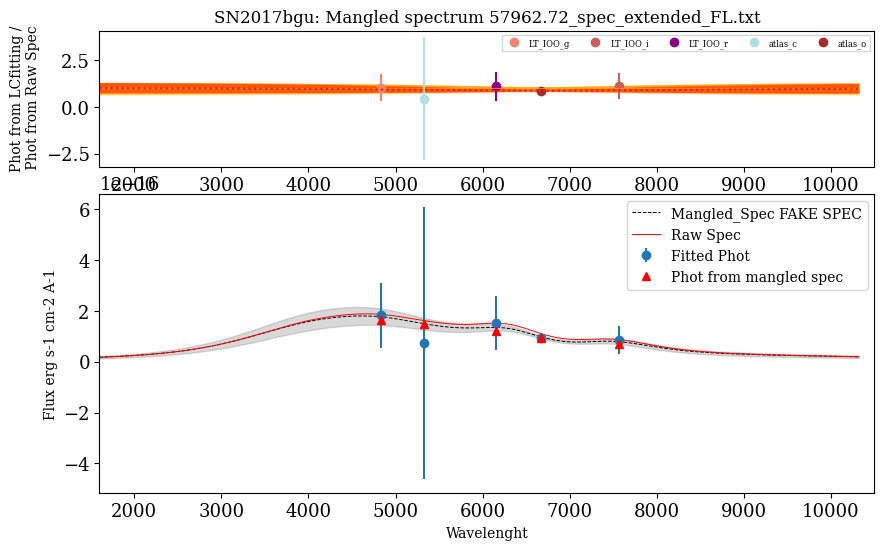 SN2017bgu: Mangled spectrum 57962.72_spec_extended_FL.txt
Phot from LCfitting /
Phot from Raw Spec
LT_IOO_g LT_IOO_i LT_IOO_r atlas_c atlas_o
2.5
0.0
−2.5
2000 3000 4000 5000 6000 7000 8000 9000 10000
1e−16
Flux erg s-1 cm-2 A-1
Mangled_Spec FAKE SPEC
Raw Spec
Fitted Phot
Phot from mangled spec
6
4
2
0
−2
−4
2000 3000 4000 5000 6000 7000 8000 9000 10000
Wavelenght